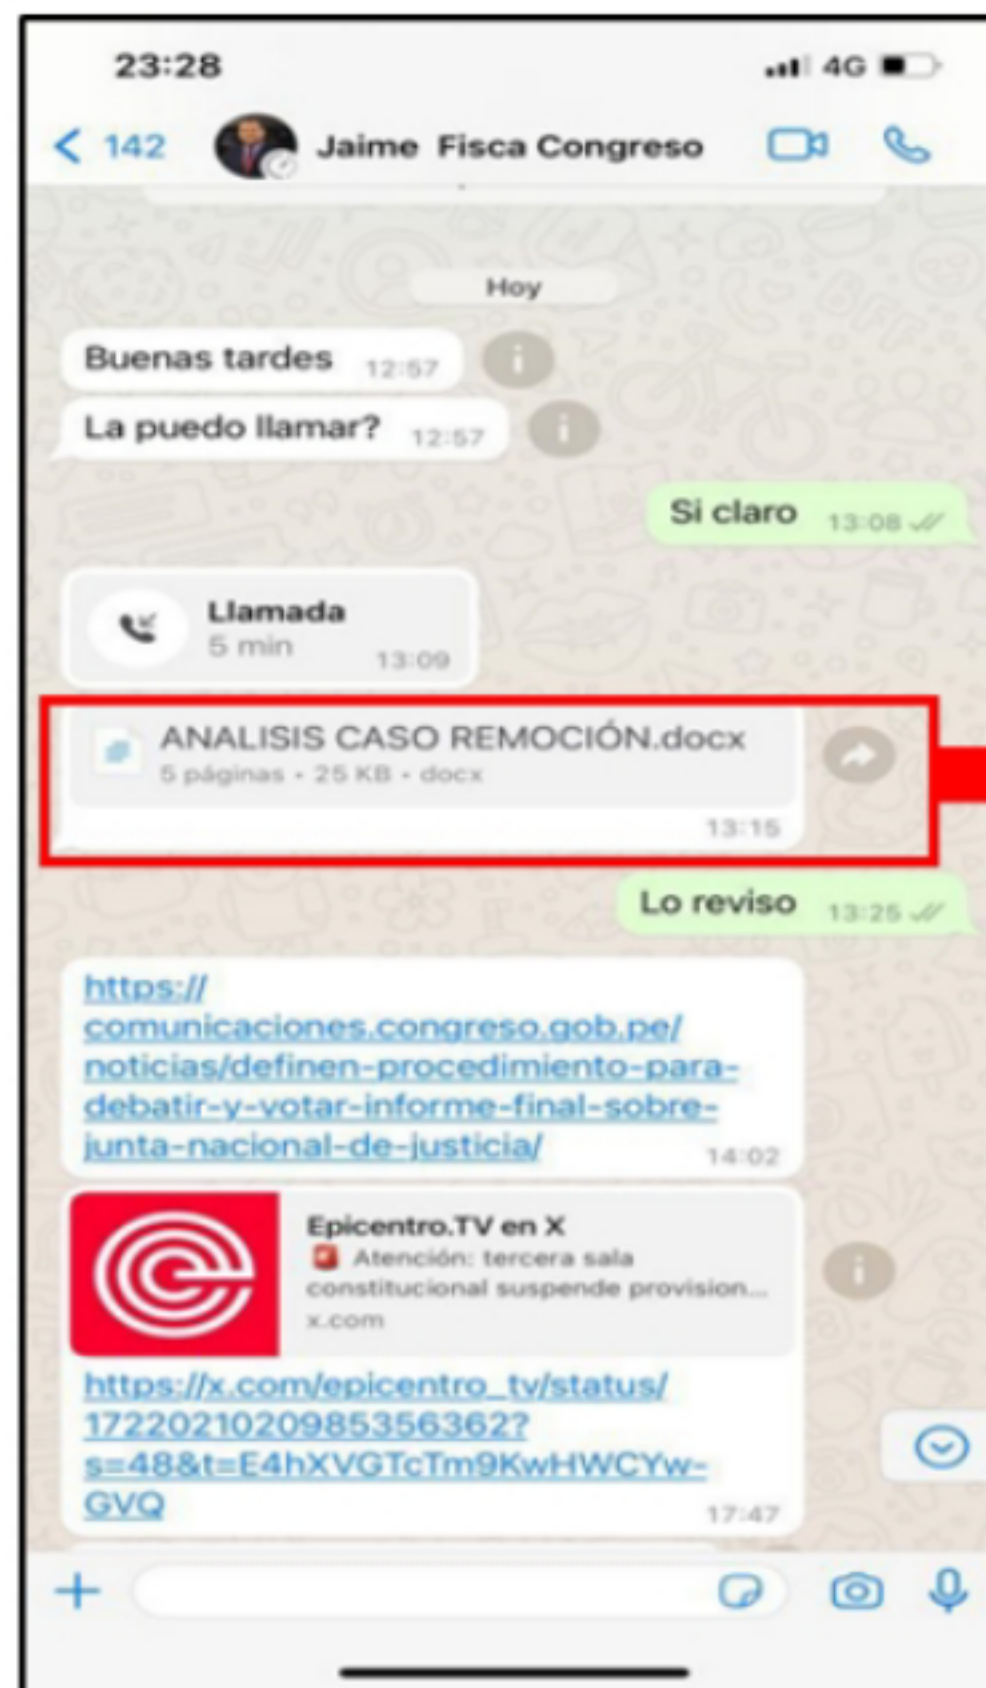 23:28
4G
142
Jaime Fisca Congreso
Hoy
Buenas tardes 12:57
La puedo llamar? 12:57
Si claro 13:08
Llamada
5 min 13:09
ANALISIS CASO REMOCIÓN.docx
5 páginas • 25 KB • docx
13:15
Lo reviso 13:25
https://
comunicaciones.congreso.gob.pe/
noticias/definen-procedimiento-para-
debatir-y-votar-informe-final-sobre-
junta-nacional-de-justicia/ 14:02
Epicentro.TV en X
Atención: tercera sala
constitucional suspende provision...
x.com
https://x.com/epicentro_tv/status/
1722021020985356362?
s=48&t=E4hXVGTcTm9KwHWCYw-
GVQ 17:47